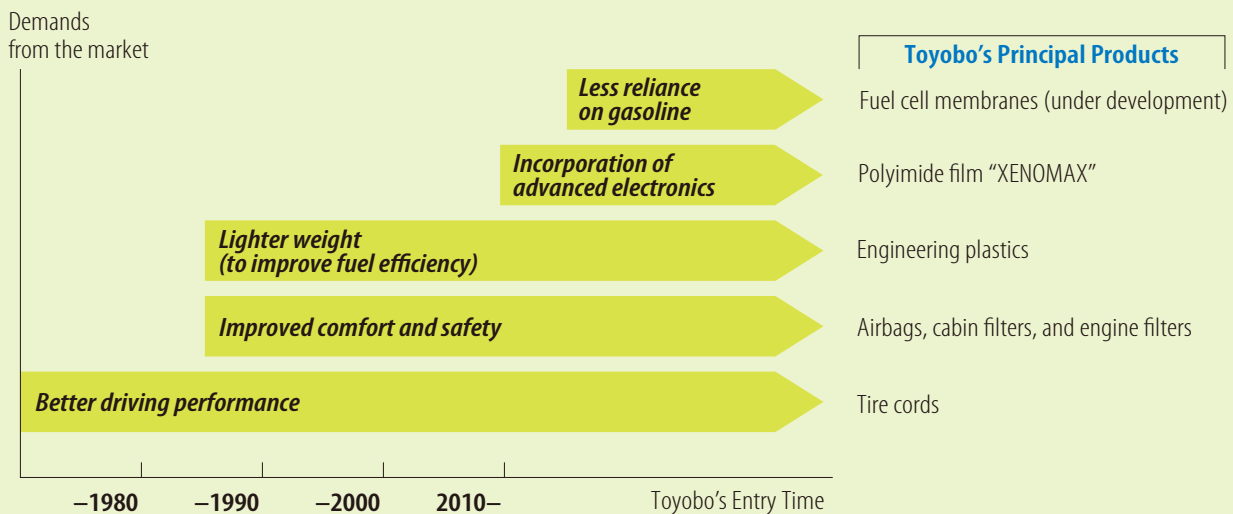 Demands
from the market
Toyobo’s Principal Products
Less reliance
on gasoline
Fuel cell membranes (under development)
Incorporation of
advanced electronics
Polyimide film “XENOMAX”
Lighter weight
(to improve fuel efficiency)
Engineering plastics
Improved comfort and safety
Airbags, cabin filters, and engine filters
Better driving performance
Tire cords
–1980 –1990 –2000 2010– Toyobo’s Entry Time